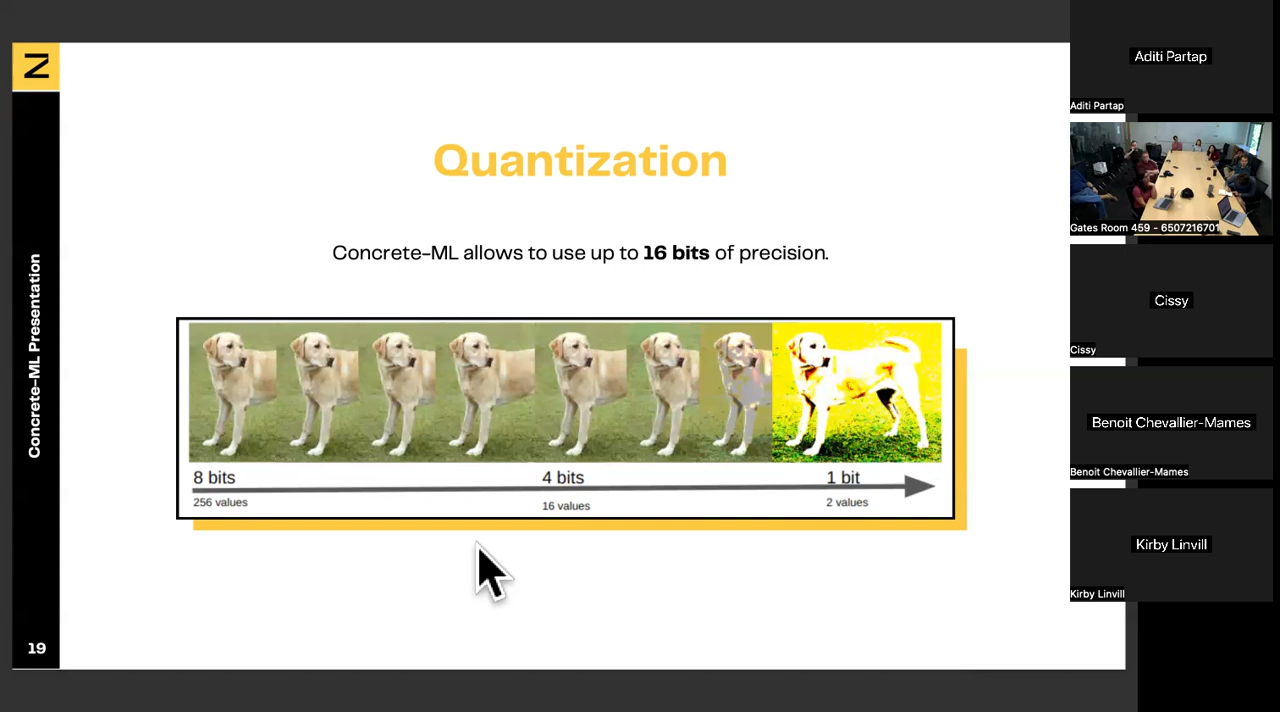 Z
Concrete-ML Presentation
19
Quantization
Concrete-ML allows to use up to 16 bits of precision.
8 bits
4 bits
1 bit
256 values
16 values
2 values
Aditi Partap
Aditi Partap
Gates Room 459 - 6507216701
Cissy
Cissy
Benoit Chevallier-Mames
Benoit Chevallier-Mames
Kirby Linvill
Kirby Linvill